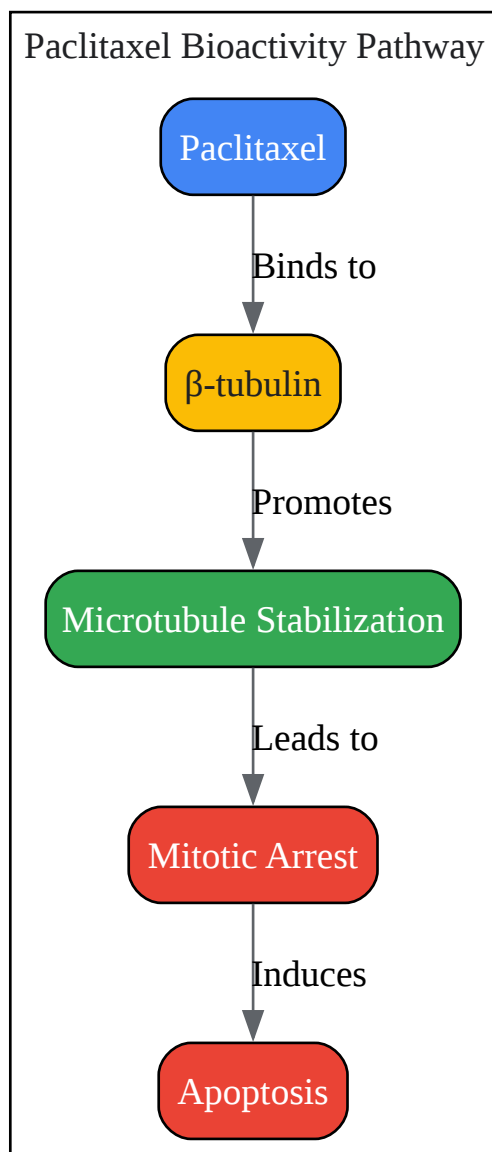 Paclitaxel Bioactivity Pathway
Paclitaxel
Binds to
β-tubulin
Promotes
Microtubule Stabilization
Leads to
Mitotic Arrest
Induces
Apoptosis